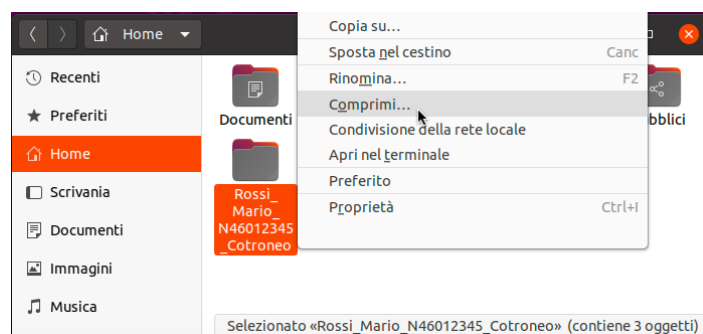 Home
Recenti
Preferiti
Home
Scrivania
Documenti
Immagini
Musica
Documenti
Rossi_
Mario_
N46012345
_Cotroneo
Copia su…
Sposta nel cestino Canc
Rinomina… F2
Comprimi…
Condivisione della rete locale
Apri nel terminale
Preferito
Proprietà Ctrl+I
bblici
Selezionato «Rossi_Mario_N46012345_Cotroneo» (contiene 3 oggetti)